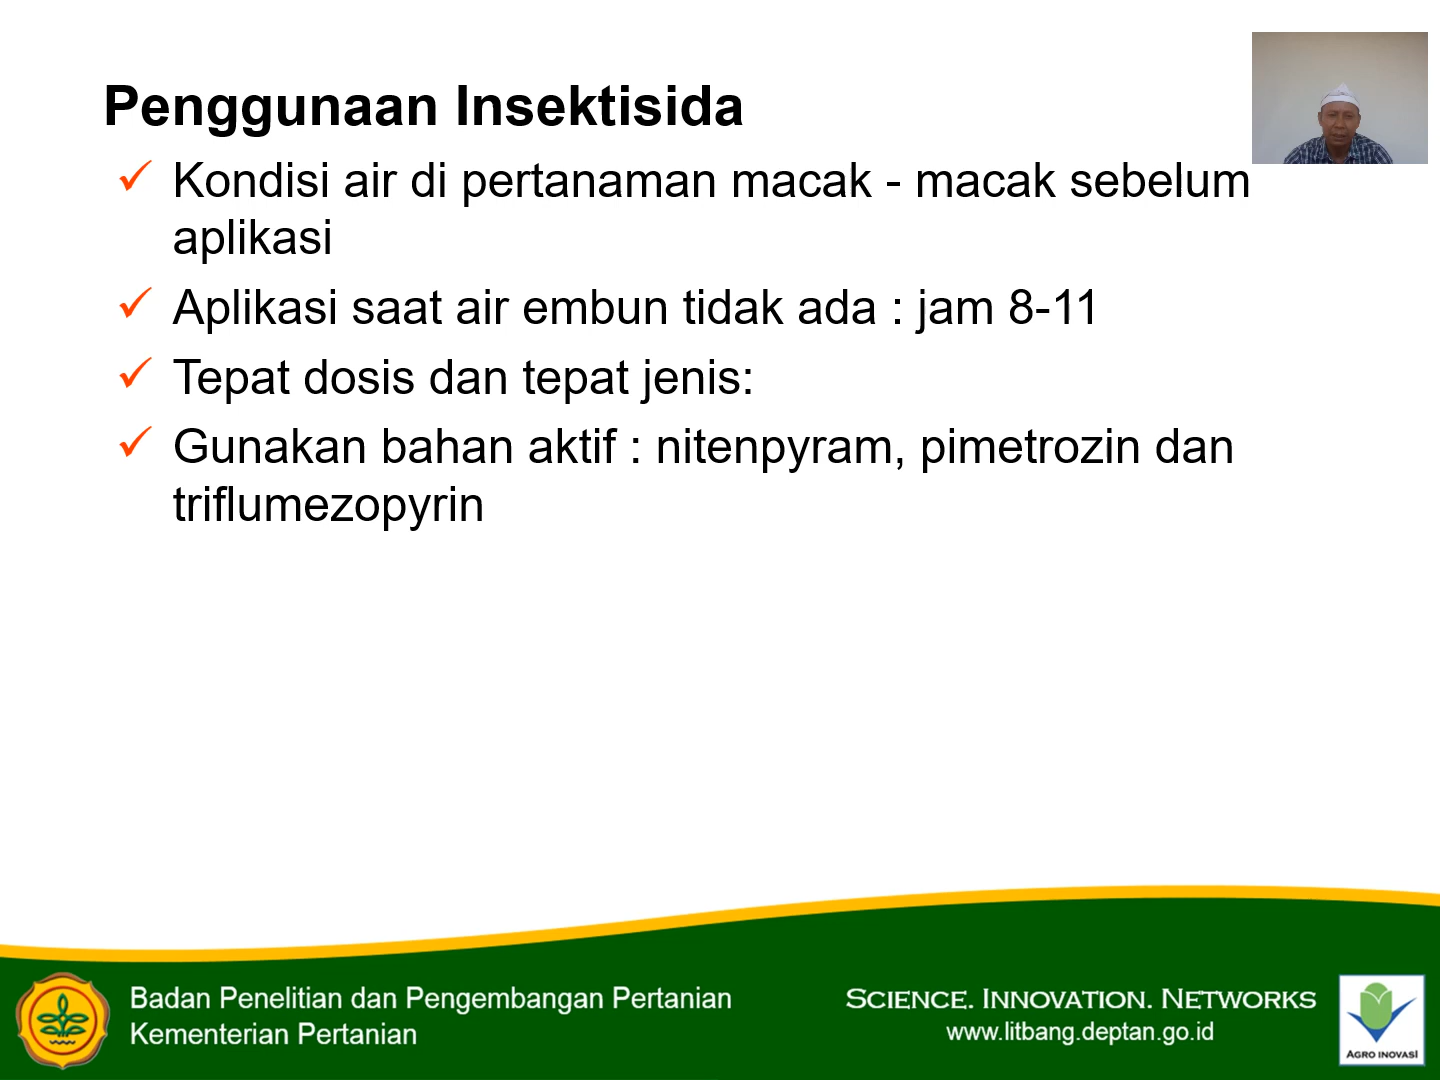 Penggunaan Insektisida
Kondisi air di pertanaman macak - macak sebelum
aplikasi
Aplikasi saat air embun tidak ada : jam 8-11
Tepat dosis dan tepat jenis:
Gunakan bahan aktif : nitenpyram, pimetrozin dan
triflumezopyrin
Badan Penelitian dan Pengembangan Pertanian
Kementerian Pertanian
SCIENCE. INNOVATION. NETWORKS
www.litbang.deptan.go.id
AGRO INOVASI